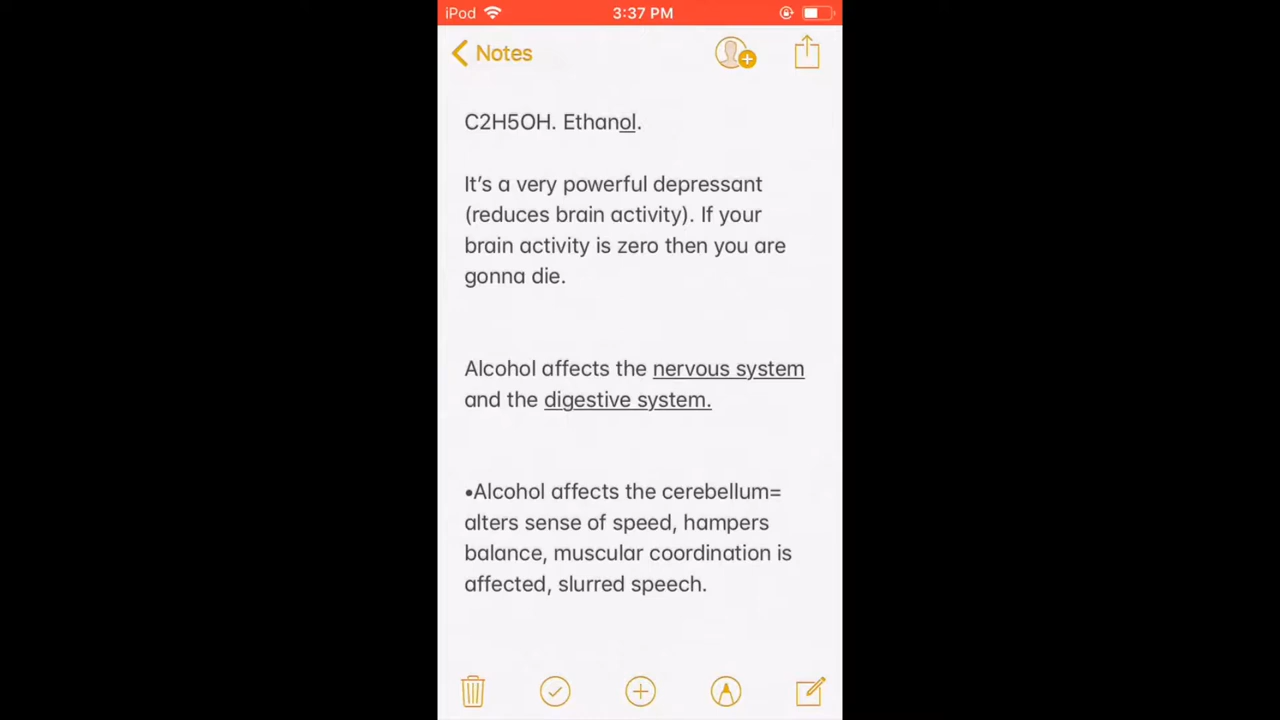 iPod 3:37 PM
Notes
C2H5OH. Ethanol.
It’s a very powerful depressant
(reduces brain activity). If your
brain activity is zero then you are
gonna die.
Alcohol affects the nervous system
and the digestive system.
•Alcohol affects the cerebellum=
alters sense of speed, hampers
balance, muscular coordination is
affected, slurred speech.